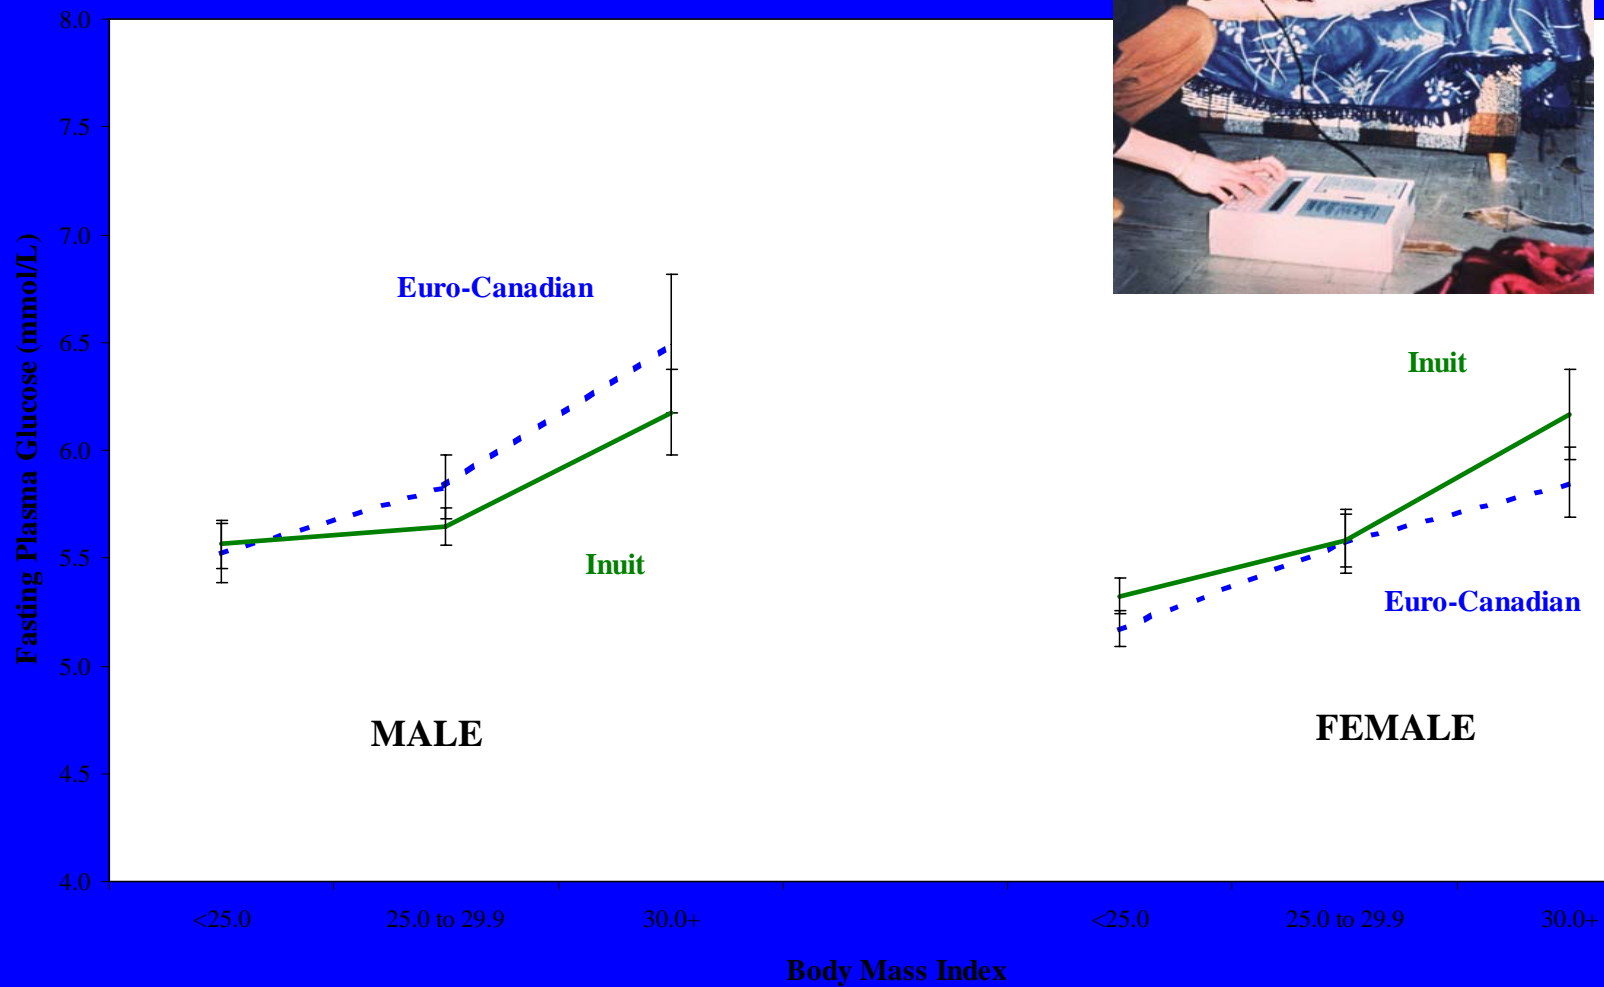 8.0
7.5
7.0
6.5
6.0
5.5
5.0
4.5
4.0
Fasting Plasma Glucose (mmol/L)
Euro-Canadian
Inuit
MALE
Inuit
Euro-Canadian
FEMALE
<25.0 25.0 to 29.9 30.0+ <25.0 25.0 to 29.9 30.0+
Body Mass Index